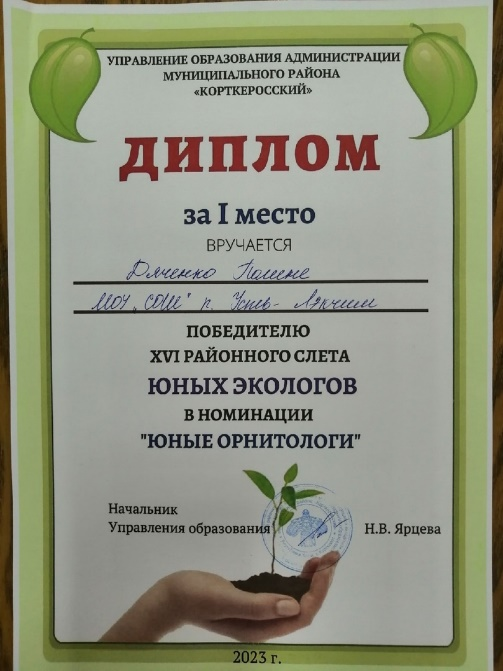 УПРАВЛЕНИЕ ОБРАЗОВАНИЯ АДМИНИСТРАЦИИ
МУНИЦИПАЛЬНОГО РАЙОНА
«КОРТКЕРОССКИЙ»
ДИПЛОМ
за I место
ВРУЧАЕТСЯ
Дяченко Полине
МОУ "СОШ" п. Усть-Лэкчим
ПОБЕДИТЕЛЮ
XVI РАЙОННОГО СЛЕТА
ЮНЫХ ЭКОЛОГОВ
В НОМИНАЦИИ
"ЮНЫЕ ОРНИТОЛОГИ"
Начальник
Управления образования Н.В. Ярцева
2023 г.